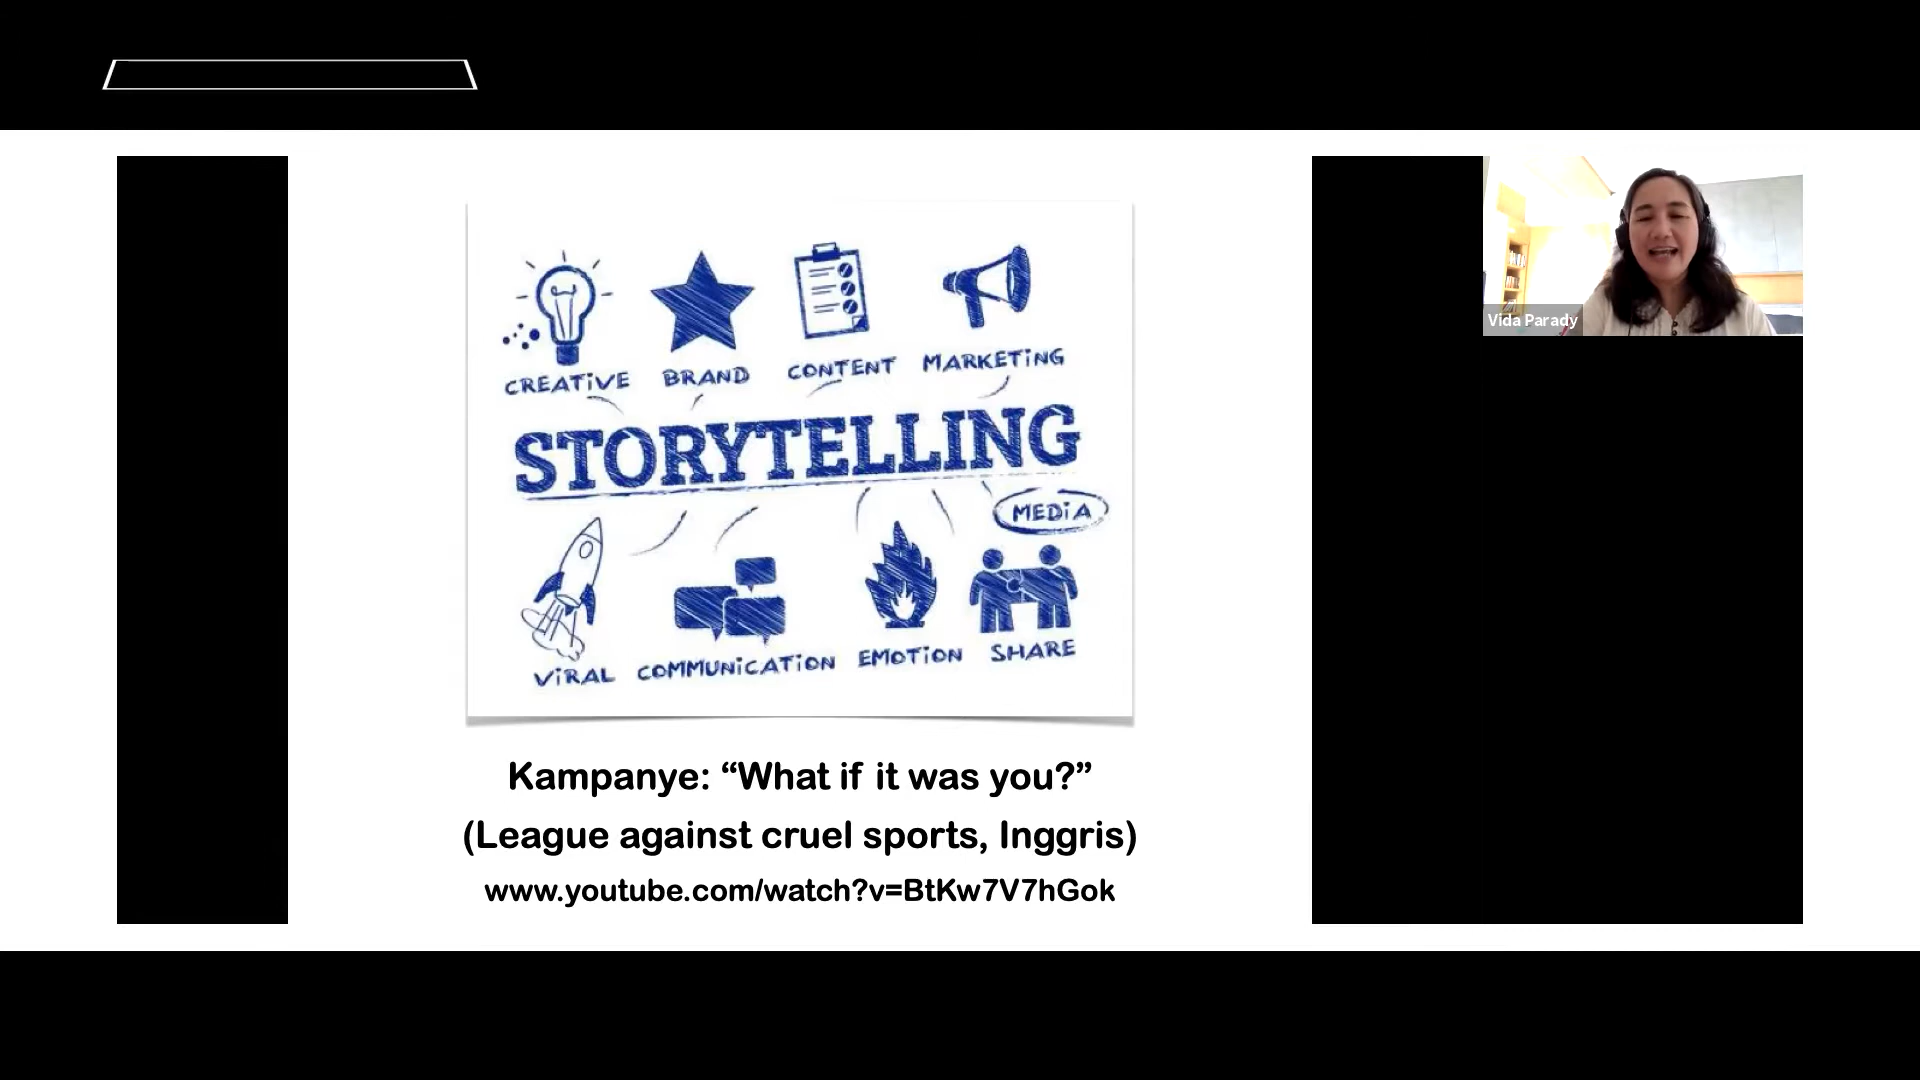 CREATiVE BRAND CONTENT MARKETiNG
STORYTELLING
MEDiA
ViRAL COMMUNiCATiON EMOTiON SHARE
Kampanye: “What if it was you?”
(League against cruel sports, Inggris)
www.youtube.com/watch?v=BtKw7V7hGok
Vida Parady